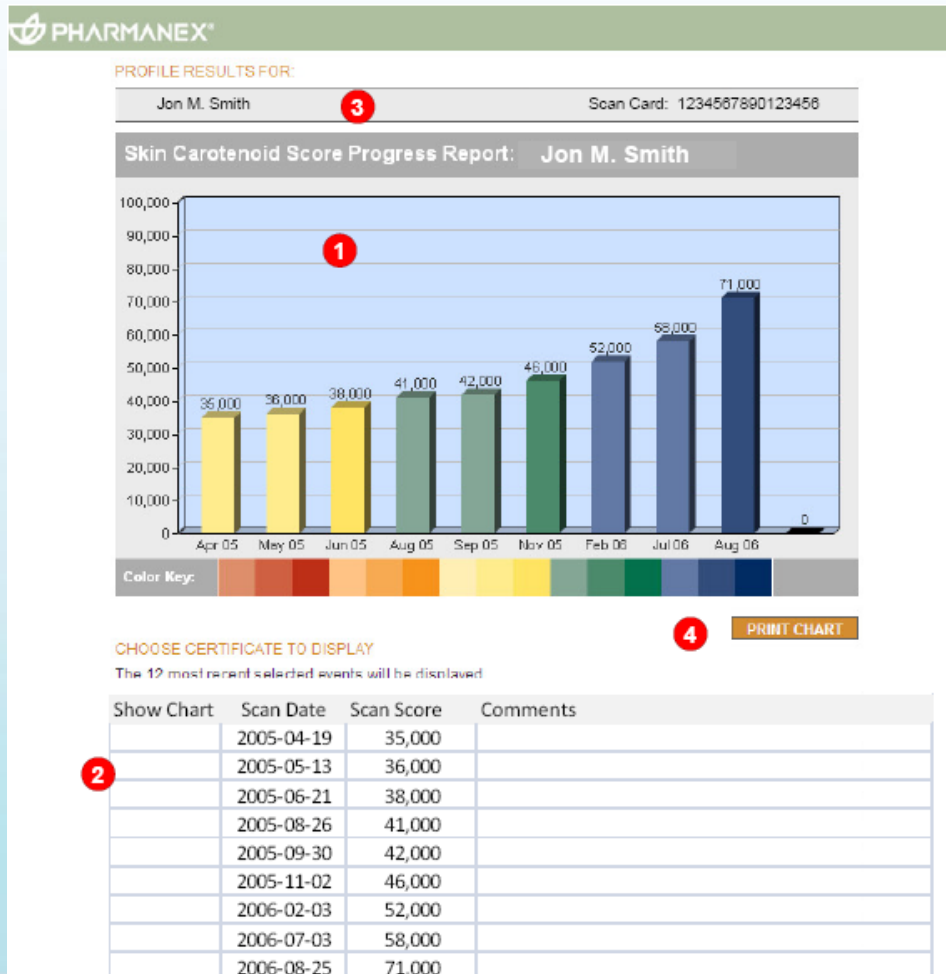 PHARMANEX®
PROFILE RESULTS FOR:
Jon M. Smith 3 Scan Card: 1234567890123456
Skin Carotenoid Score Progress Report: Jon M. Smith
100,000
90,000
1
80,000
71,000
70,000
60,000
58,000
52,000
50,000
46,000
41,000 42,000
40,000
35,000 36,000 38,000
30,000
20,000
10,000
0
0
Apr 05 May 05 Jun 05 Aug 05 Sep 05 Nov 05 Feb 06 Jul 06 Aug 06
Color Key:
4 PRINT CHART
CHOOSE CERTIFICATE TO DISPLAY
The 12 most recent selected events will be displayed
Show Chart Scan Date Scan Score Comments
2005-04-19 35,000
2
2005-05-13 36,000
2005-06-21 38,000
2005-08-26 41,000
2005-09-30 42,000
2005-11-02 46,000
2006-02-03 52,000
2006-07-03 58,000
2006-08-25 71,000